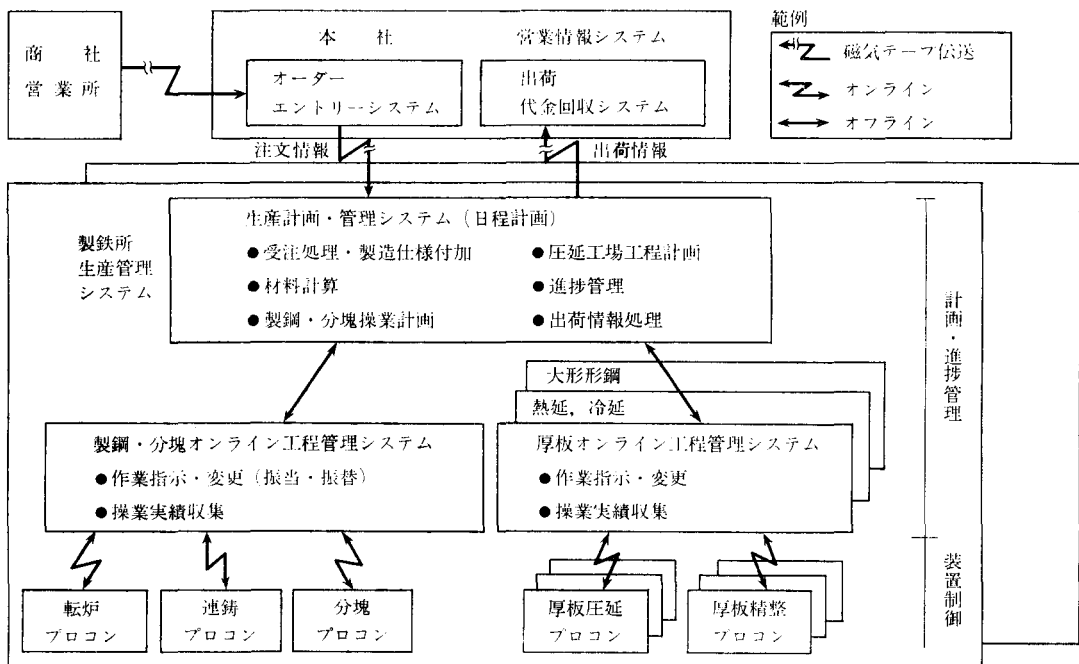 商社
営業所
本社
営業情報システム
オーダー
エントリーシステム
出荷
代金回収システム
範例
磁気テープ伝送
オンライン
オフライン
注文情報
出荷情報
製鉄所
生産管理
システム
生産計画・管理システム(日程計画)
●受注処理・製造仕様付加
●材料計算
●製鋼・分塊操業計画
●圧延工場工程計画
●進捗管理
●出荷情報処理
計画・進捗管理
大形形鋼
熱延,冷延
製鋼・分塊オンライン工程管理システム
●作業指示・変更(振当・振替)
●操業実績収集
厚板オンライン工程管理システム
●作業指示・変更
●操業実績収集
装置制御
転炉
プロコン
連鋳
プロコン
分塊
プロコン
厚板圧延
プロコン
厚板精整
プロコン